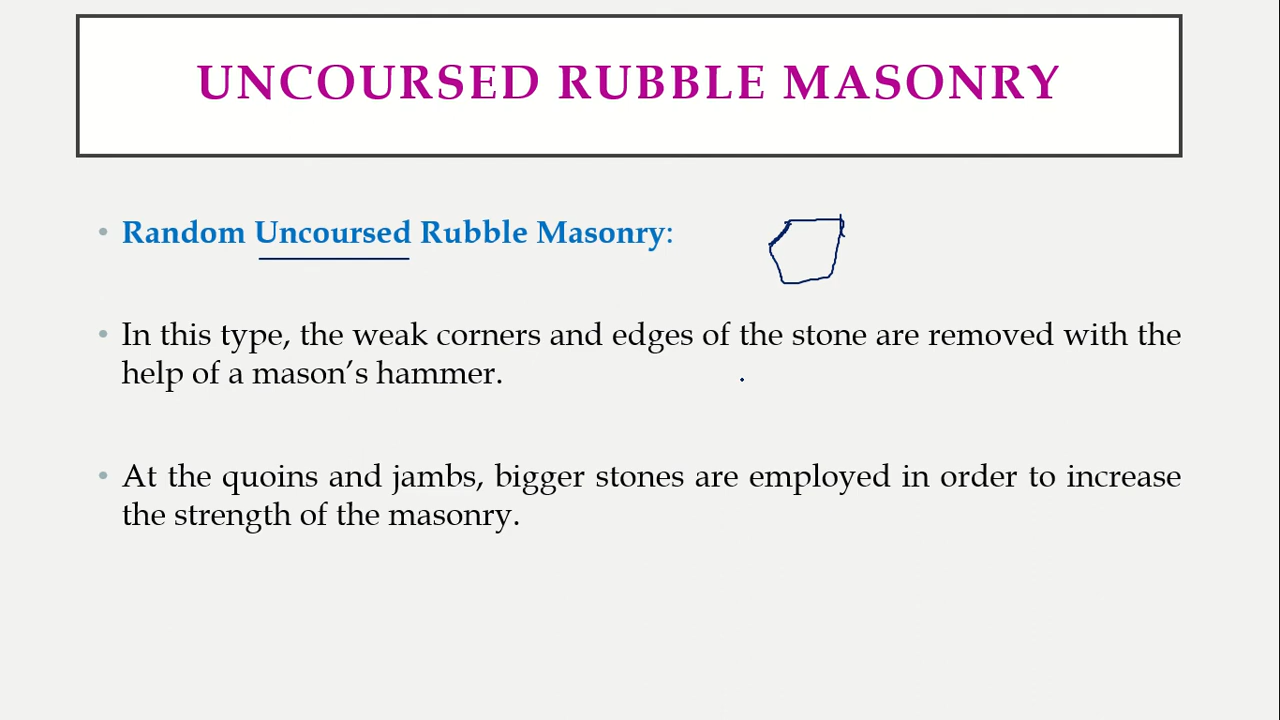 UNCOURSED RUBBLE MASONRY
• Random Uncoursed Rubble Masonry:
• In this type, the weak corners and edges of the stone are removed with the
help of a mason’s hammer.
• At the quoins and jambs, bigger stones are employed in order to increase
the strength of the masonry.